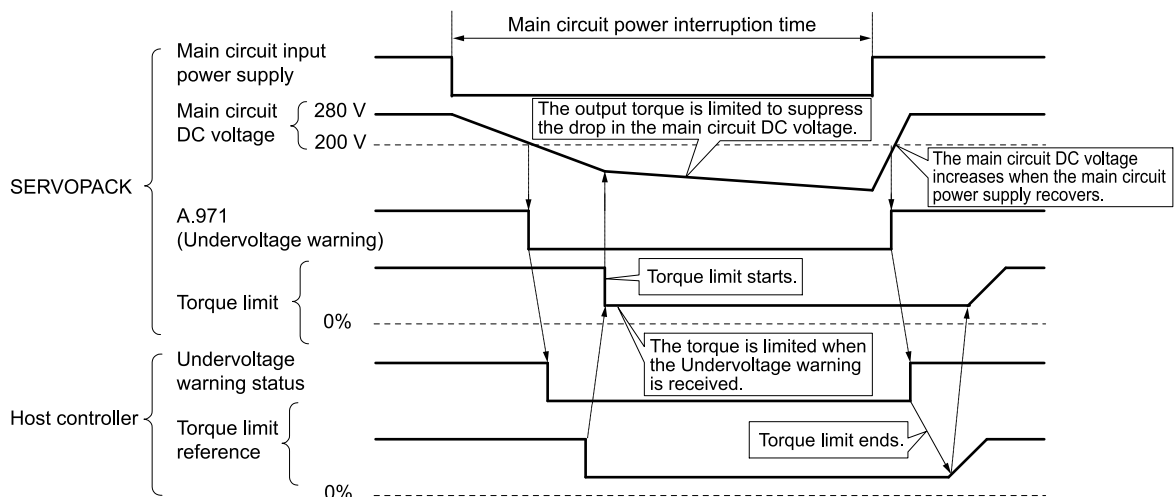 Main circuit power interruption time
SERVOPACK
Main circuit input
power supply
Main circuit
DC voltage
280 V
200 V
The output torque is limited to suppress
the drop in the main circuit DC voltage.
The main circuit DC voltage
increases when the main circuit
power supply recovers.
A.971
(Undervoltage warning)
Torque limit
0%
Torque limit starts.
The torque is limited when
the Undervoltage warning
is received.
Host controller
Undervoltage
warning status
Torque limit
reference
0%
Torque limit ends.